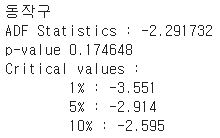 동작구
ADF Statistics : -2.291732
p-value 0.174648
Critical values :
1% : -3.551
5% : -2.914
10% : -2.595